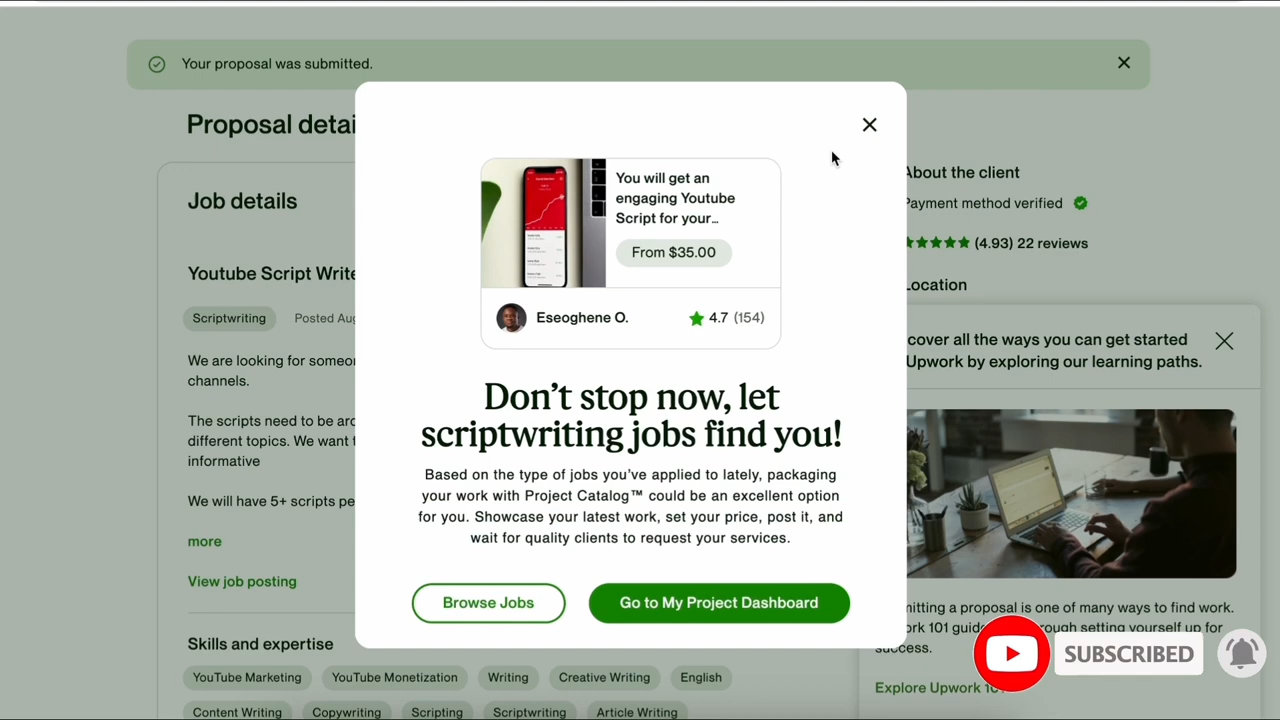 Your proposal was submitted.
Proposal detai
Job details
Youtube Script Write
Scriptwriting
Posted Aug
We are looking for someon
channels.
The scripts need to be aro
different topics. We want t
informative
We will have 5+ scripts pe
more
View job posting
Skills and expertise
YouTube Marketing
YouTube Monetization
Writing
Creative Writing
English
Content Writing
Copywriting
Scripting
Scriptwriting
Article Writing
You will get an
engaging Youtube
Script for your…
From $35.00
Eseoghene O.
4.7 (154)
Don’t stop now, let
scriptwriting jobs find you!
Based on the type of jobs you’ve applied to lately, packaging
your work with Project Catalog™ could be an excellent option
for you. Showcase your latest work, set your price, post it, and
wait for quality clients to request your services.
Browse Jobs
Go to My Project Dashboard
About the client
Payment method verified
(4.93) 22 reviews
Location
cover all the ways you can get started
Upwork by exploring our learning paths.
mitting a proposal is one of many ways to find work.
ork 101 guid rough setting yourself up for
success.
Explore Upwork 10
SUBSCRIBED